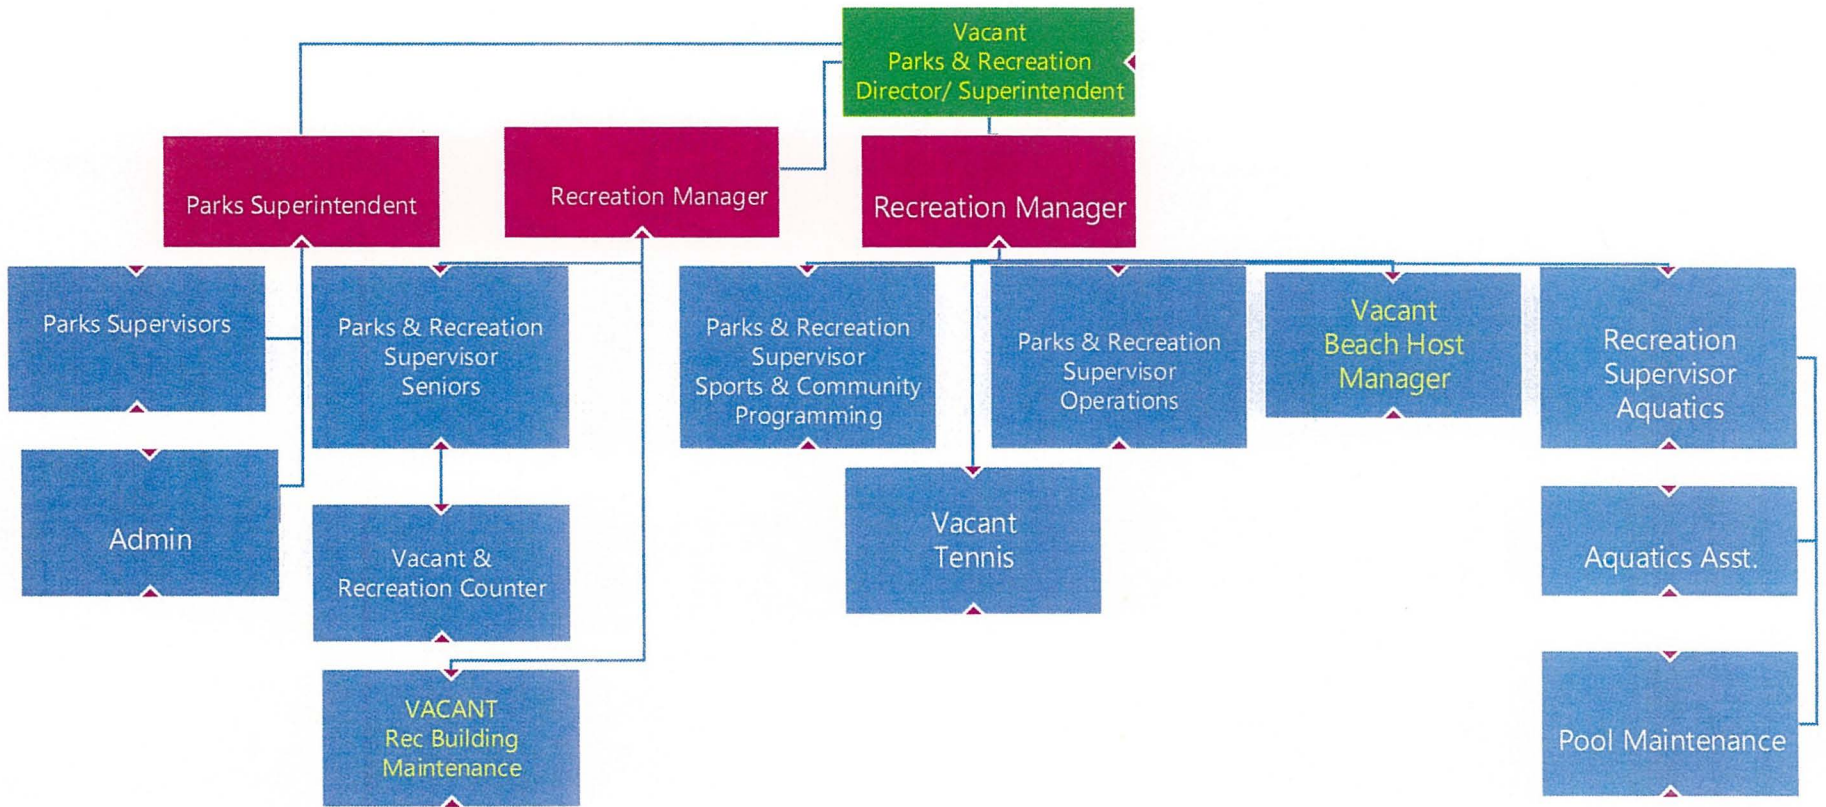 Vacant
Parks & Recreation
Director/ Superintendent
Parks Superintendent
Recreation Manager
Recreation Manager
Parks Supervisors
Parks & Recreation
Supervisor
Seniors
Parks & Recreation
Supervisor
Sports & Community
Programming
Parks & Recreation
Supervisor
Operations
Vacant
Beach Host
Manager
Recreation
Supervisor
Aquatics
Admin
Vacant &
Recreation Counter
Vacant
Tennis
Aquatics Asst.
VACANT
Rec Building
Maintenance
Pool Maintenance